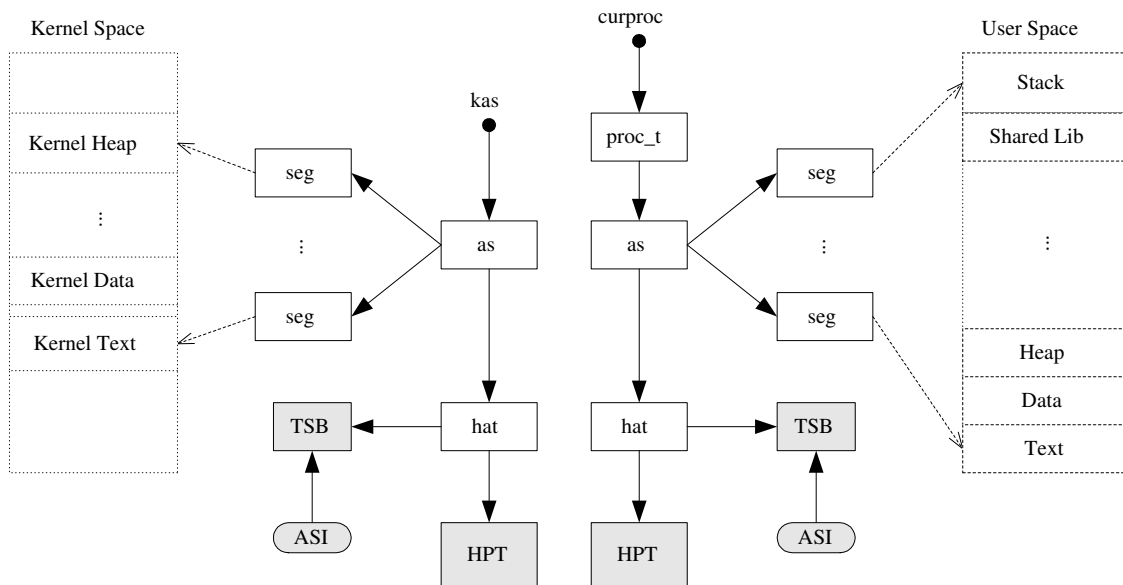 Kernel Space
curproc
User Space
Stack
kas
Kernel Heap
proc_t
Shared Lib
seg
seg
⋮
⋮
as
as
⋮
⋮
Kernel Data
seg
seg
Kernel Text
Heap
Data
TSB
hat
hat
TSB
Text
ASI
HPT
HPT
ASI